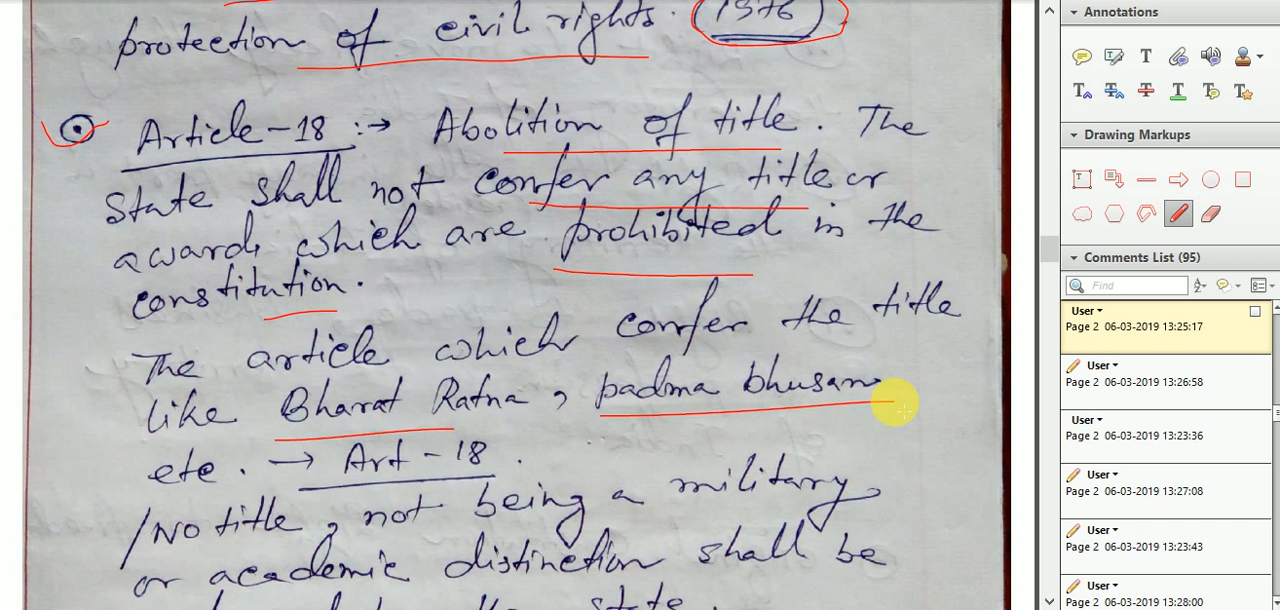 protection of civil rights. (1976)
Article-18 :→ Abolition of title. The
state shall not confer any title or
award which are prohibited in the
constitution.
The article which confer the title
like Bharat Ratna, padma bhusan
etc. → Art-18.
/No title, not being a military,
or academic distinction shall be
the state.
Annotations
Drawing Markups
Comments List (95)
Find
User
Page 2 06-03-2019 13:25:17
User
Page 2 06-03-2019 13:26:58
User
Page 2 06-03-2019 13:23:36
User
Page 2 06-03-2019 13:27:08
User
Page 2 06-03-2019 13:23:43
User
Page 2 06-03-2019 13:28:00